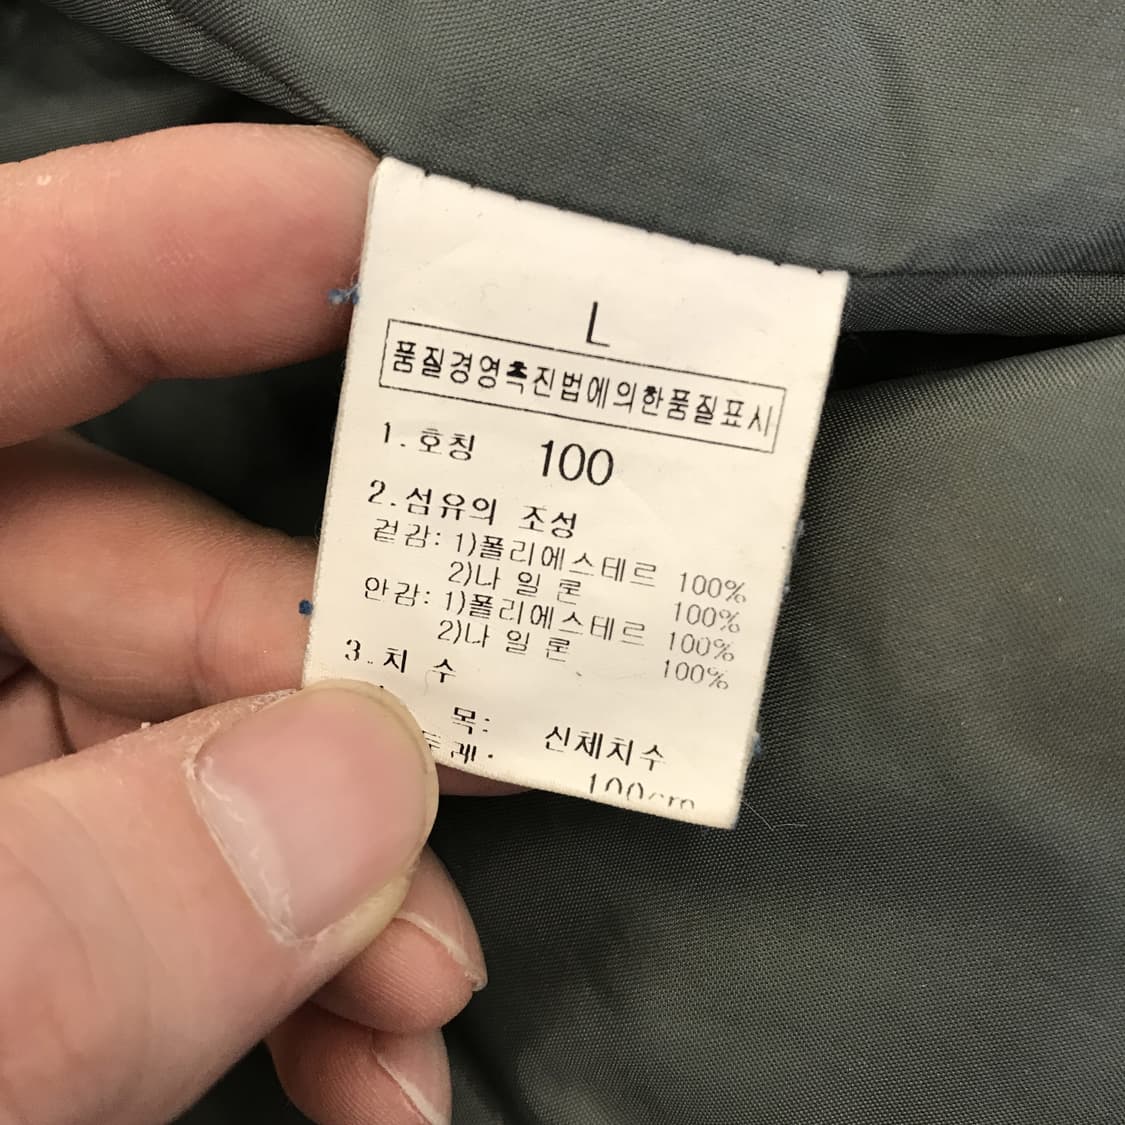 L
품질경영촉진법에의한품질표시
1.호칭 100
2.섬유의 조성
겉감: 1)폴리에스테르 100%
2)나 일 론 100%
안감: 1)폴리에스테르 100%
2)나 일 론 100%
3.치 수
목: 신체치수